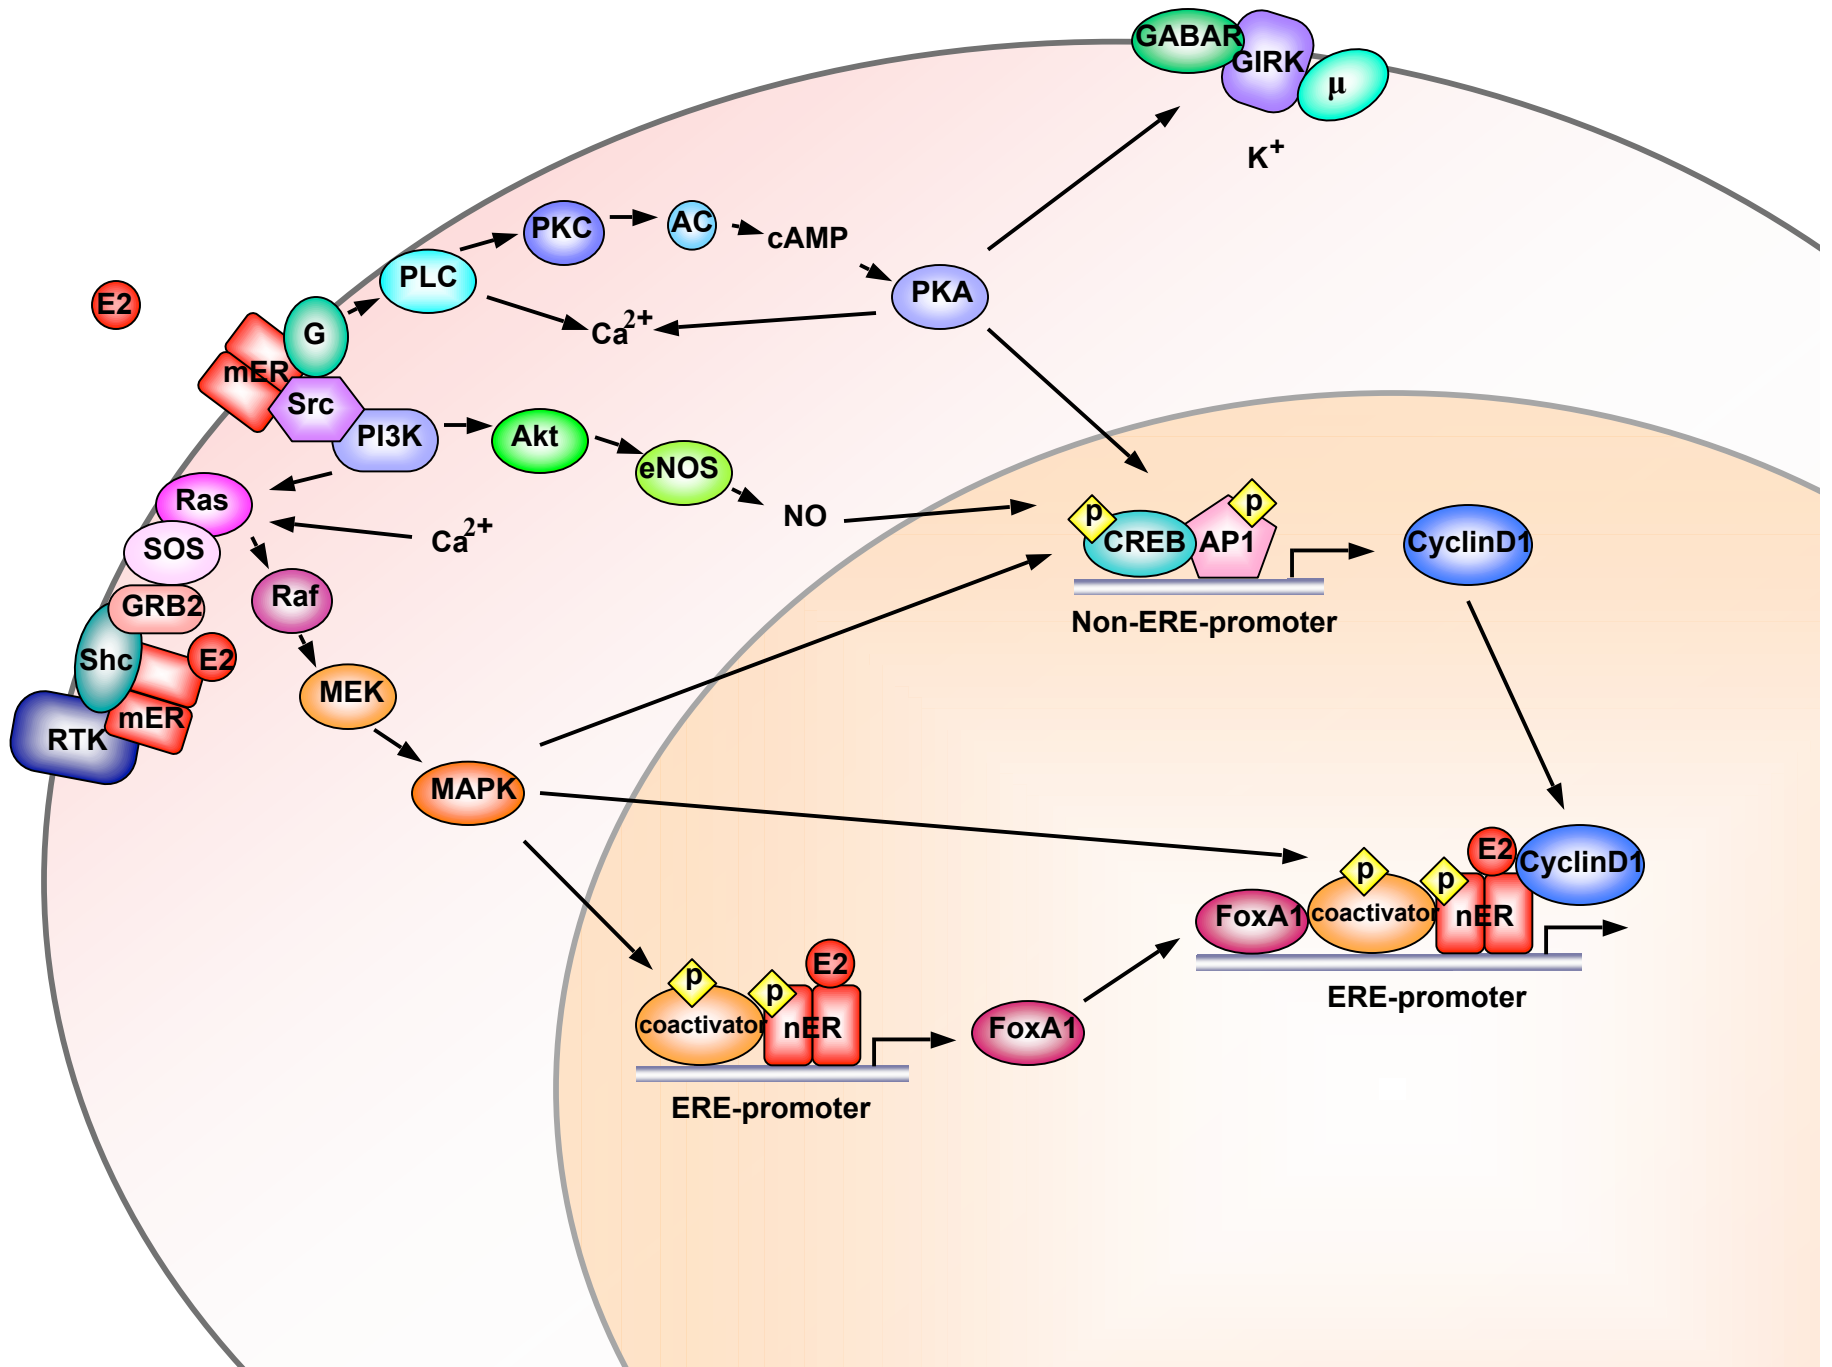 GABAR
GIRK
μ
K+
PKC
AC
cAMP
PLC
PKA
E2
G
Ca2+
mER
Src
PI3K
Akt
eNOS
NO
Ras
SOS
Ca2+
GRB2
Raf
Shc
E2
mER
RTK
MEK
MAPK
p
p
CREB
AP1
CyclinD1
Non-ERE-promoter
E2
CyclinD1
p
p
FoxA1
coactivator
nER
ERE-promoter
E2
p
p
coactivator
nER
FoxA1
ERE-promoter